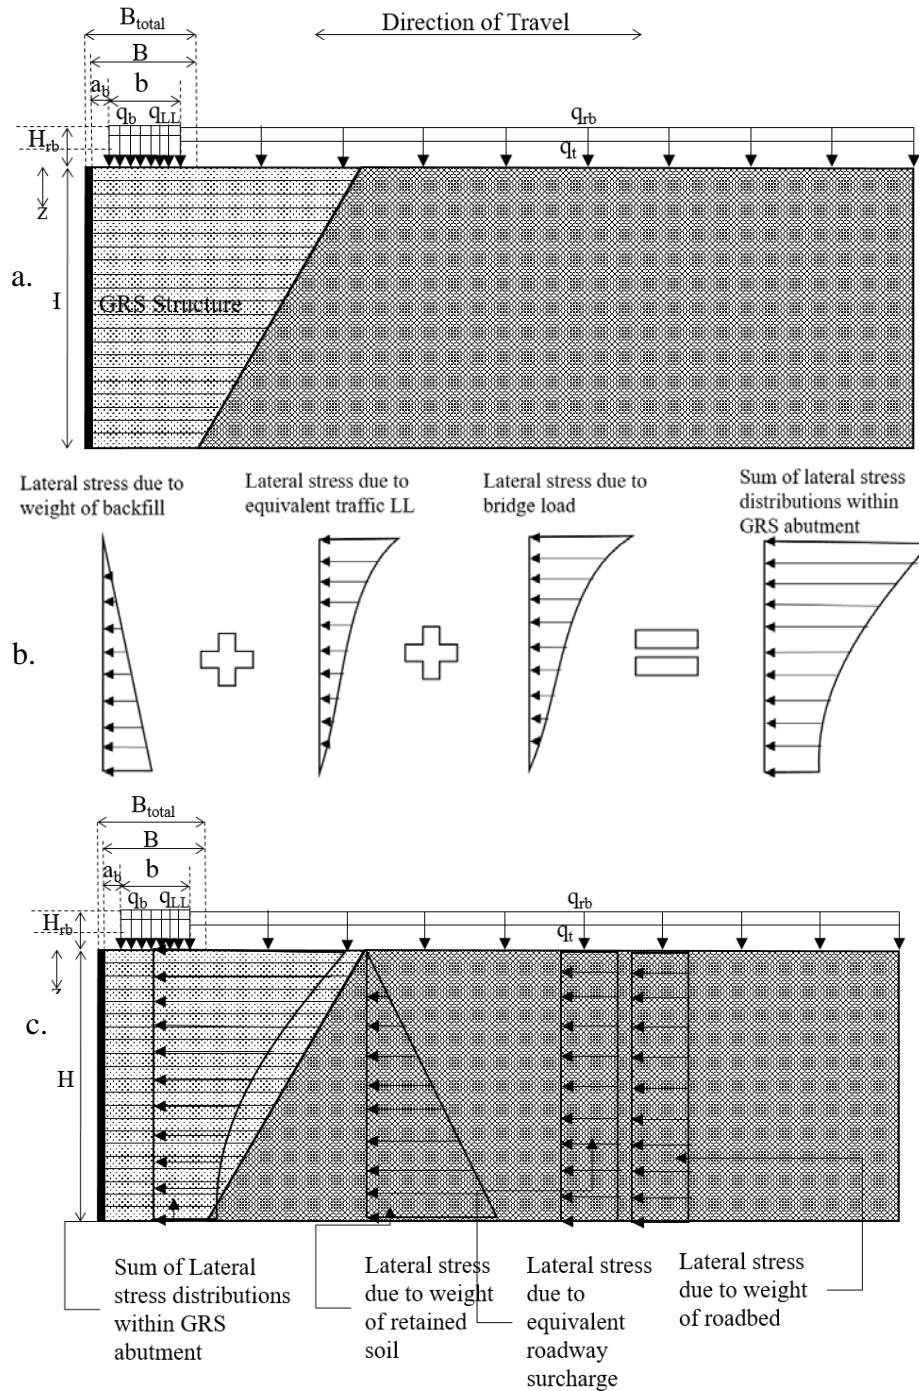 B_total
Direction of Travel
B
a_b b
q_b q_LL q_rb
H_rb q_t
z
a.
GRS Structure
Lateral stress due to
weight of backfill
Lateral stress due to
equivalent traffic LL
Lateral stress due to
bridge load
Sum of lateral stress
distributions within
GRS abutment
b.
B_total
B
a_b b
q_b q_LL q_rb
H_rb q_t
c.
H
Sum of Lateral
stress distributions
within GRS
abutment
Lateral stress
due to weight
of retained
soil
Lateral stress
due to
equivalent
roadway
surcharge
Lateral stress
due to weight
of roadbed